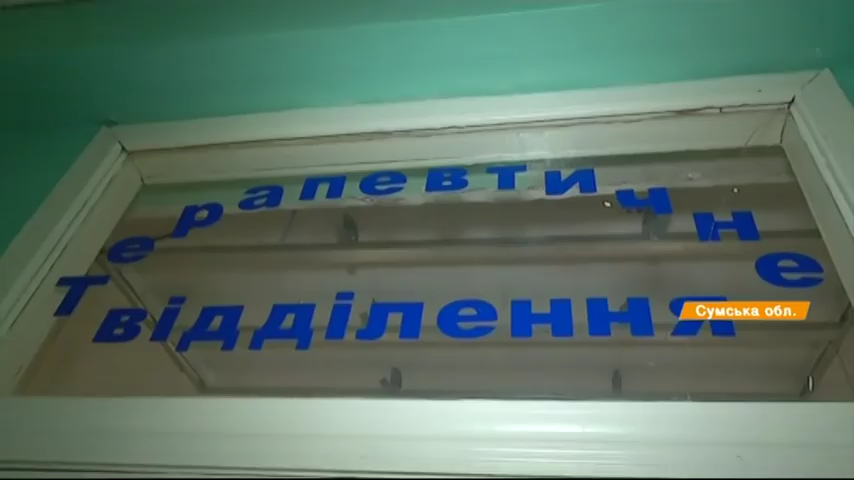 Терапевтичне
відділення
Сумська обл.